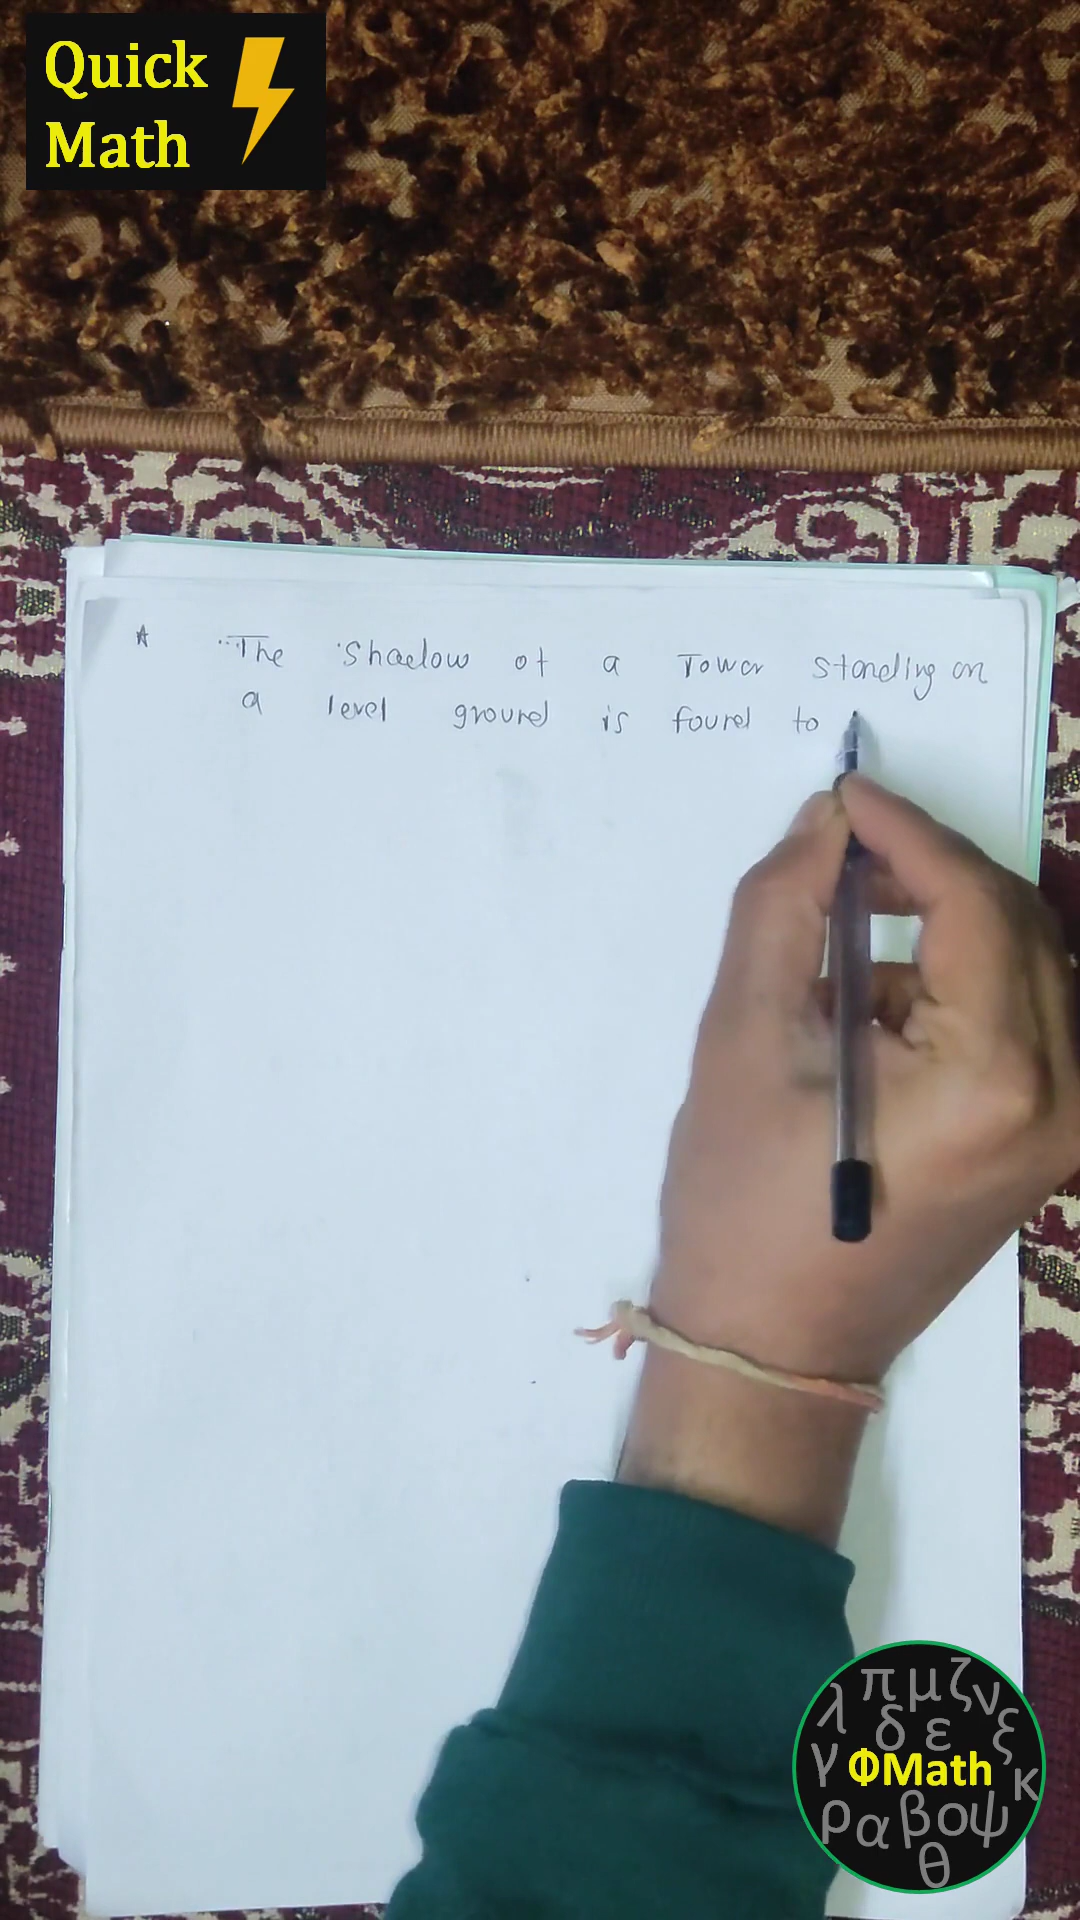 Quick
Math
The Shadow of a Tower Standing on
a level ground is found to
π μ ζ ν
λ δ ε ξ
γ ΦMath κ
ρ α β ο ψ
θ